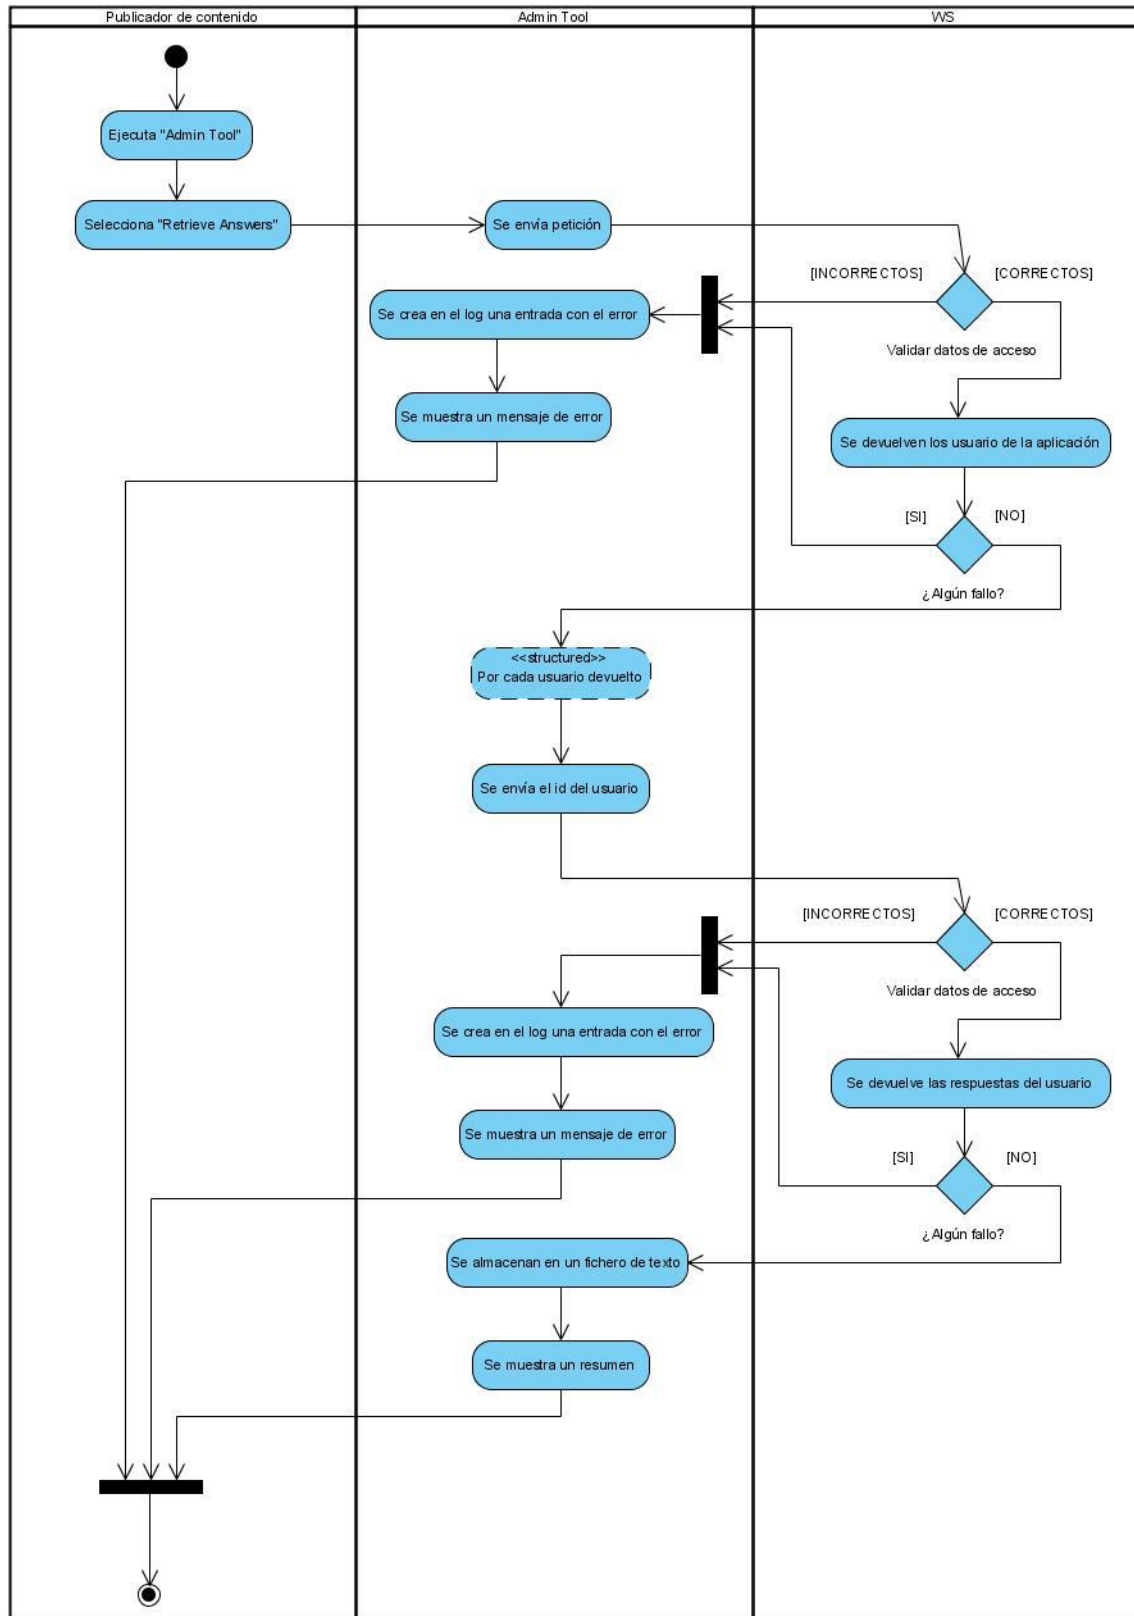 Publicador de contenido
Admin Tool
WS
Ejecuta "Admin Tool"
Selecciona "Retrieve Answers"
Se envía petición
[INCORRECTOS]
[CORRECTOS]
Se crea en el log una entrada con el error
Validar datos de acceso
Se muestra un mensaje de error
Se devuelven los usuario de la aplicación
[SI]
[NO]
¿Algún fallo?
<<structured>>
Por cada usuario devuelto
Se envía el id del usuario
[INCORRECTOS]
[CORRECTOS]
Validar datos de acceso
Se crea en el log una entrada con el error
Se devuelve las respuestas del usuario
Se muestra un mensaje de error
[SI]
[NO]
¿Algún fallo?
Se almacenan en un fichero de texto
Se muestra un resumen